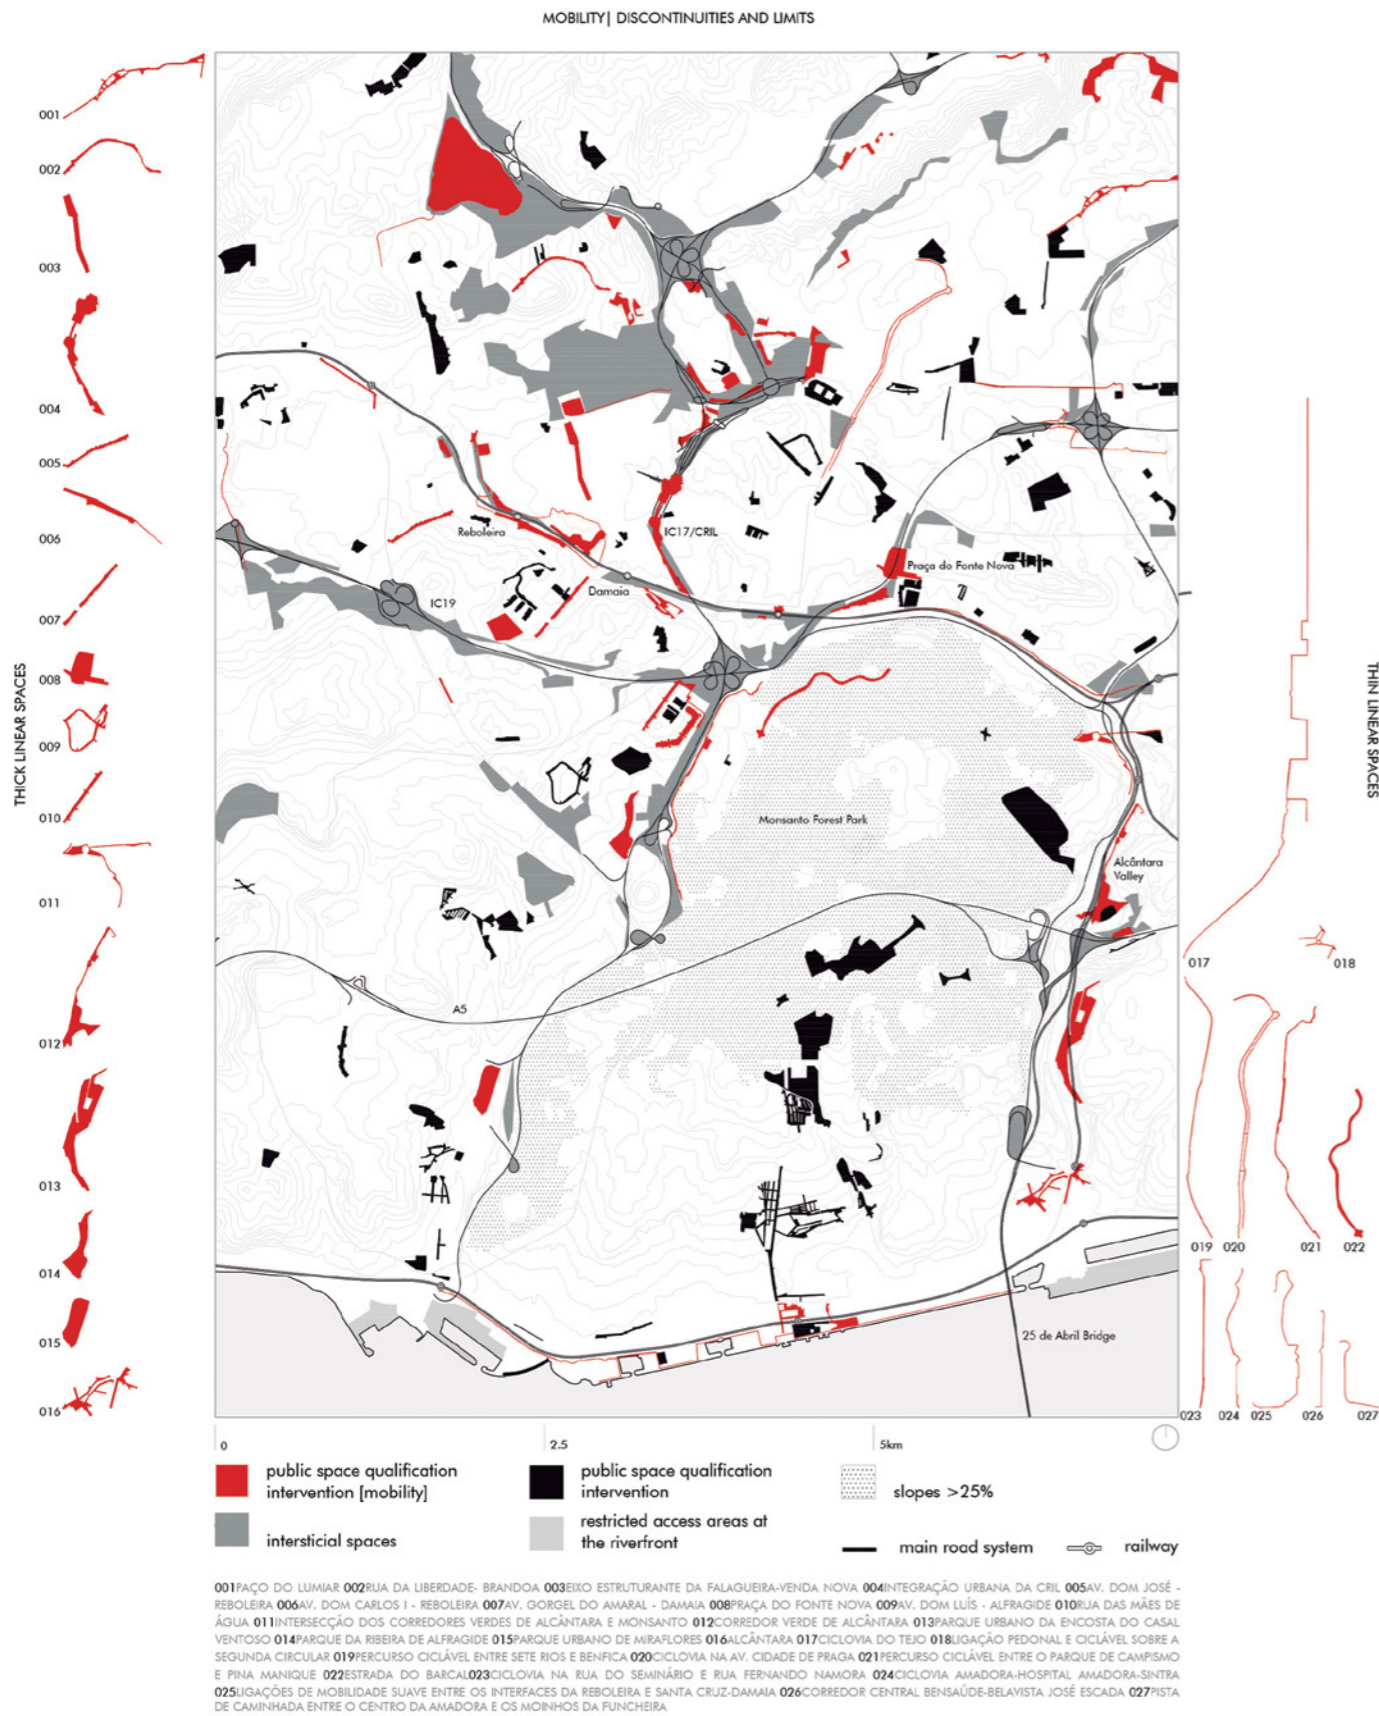 MOBILITY| DISCONTINUITIES AND LIMITS
THICK LINEAR SPACES
001
002
003
004
005
006
007
008
009
010
011
012
013
014
015
016
Reboleira
IC17/CRIL
Praça do Fonte Nova
Damaia
IC19
Monsanto Forest Park
Alcântara
Valley
A5
25 de Abril Bridge
THIN LINEAR SPACES
017
018
019
020
021
022
023
024
025
026
027
0
2.5
5km
public space qualification
intervention [mobility]
public space qualification
intervention
slopes >25%
intersticial spaces
restricted access areas at
the riverfront
main road system
railway
001PAÇO DO LUMIAR 002RUA DA LIBERDADE- BRANDOA 003EIXO ESTRUTURANTE DA FALAGUEIRA-VENDA NOVA 004INTEGRAÇÃO URBANA DA CRIL 005AV. DOM JOSÉ -
REBOLEIRA 006AV. DOM CARLOS I - REBOLEIRA 007AV. GORGEL DO AMARAL - DAMAIA 008PRAÇA DO FONTE NOVA 009AV. DOM LUÍS - ALFRAGIDE 010RUA DAS MÃES DE
ÁGUA 011INTERSECÇÃO DOS CORREDORES VERDES DE ALCÂNTARA E MONSANTO 012CORREDOR VERDE DE ALCÂNTARA 013PARQUE URBANO DA ENCOSTA DO CASAL
VENTOSO 014PARQUE DA RIBEIRA DE ALFRAGIDE 015PARQUE URBANO DE MIRAFLORES 016ALCÂNTARA 017CICLOVIA DO TEJO 018LIGAÇÃO PEDONAL E CICLÁVEL SOBRE A
SEGUNDA CIRCULAR 019PERCURSO CICLÁVEL ENTRE SETE RIOS E BENFICA 020CICLOVIA NA AV. CIDADE DE PRAGA 021PERCURSO CICLÁVEL ENTRE O PARQUE DE CAMPISMO
E PINA MANIQUE 022ESTRADA DO BARCAL023CICLOVIA NA RUA DO SEMINÁRIO E RUA FERNANDO NAMORA 024CICLOVIA AMADORA-HOSPITAL AMADORA-SINTRA
025LIGAÇÕES DE MOBILIDADE SUAVE ENTRE OS INTERFACES DA REBOLEIRA E SANTA CRUZ-DAMAIA 026CORREDOR CENTRAL BENSAÚDE-BELAVISTA JOSÉ ESCADA 027PISTA
DE CAMINHADA ENTRE O CENTRO DA AMADORA E OS MOINHOS DA FUNCHEIRA